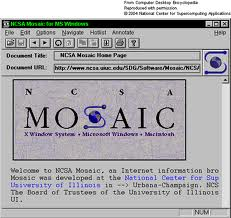 From Computer Desktop Encyclopedia
Reproduced with permission.
© 2004 National Center for Supercomputing Applications
NCSA Mosaic for MS Windows
File Edit Options Navigate Hotlist Annotate
Document Title: NCSA Mosaic Home Page
Document URL: http://www.ncsa.uiuc.edu/SDG/Software/Mosaic/NCSA
N C S A
MOSAIC
X Window System • Microsoft Windows • Macintosh
Welcome to NCSA Mosaic, an Internet information bro
Mosaic was developed at the National Center for Sup
University of Illinois in --> Urbana-Champaign. NCS
The Board of Trustees of the University of Illinois
UI.
NUM